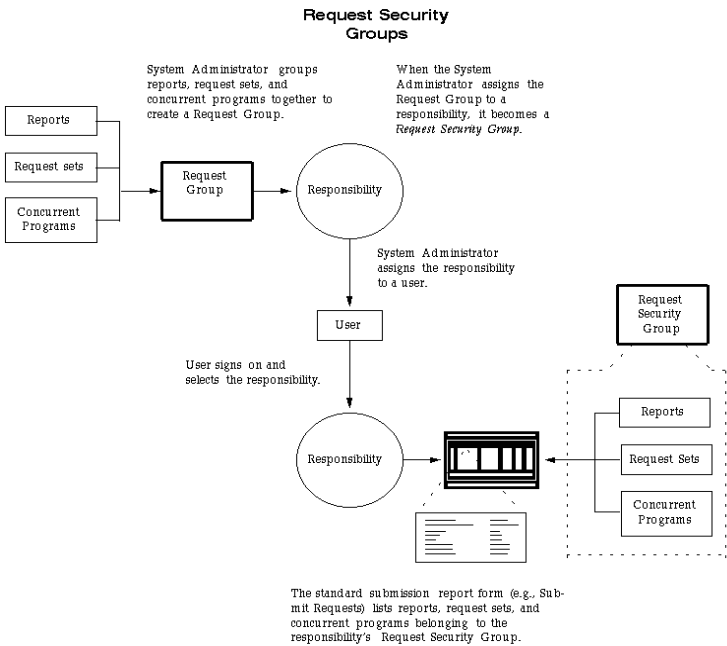 Request Security
Groups
System Administrator groups
reports, request sets, and
concurrent programs together to
create a Request Group.
When the System
Administrator assigns the
Request Group to a
responsibility, it becomes a
Request Security Group.
Reports
Request sets
Concurrent
Programs
Request
Group
Responsibility
System Administrator
assigns the responsibility
to a user.
User
User signs on and
selects the responsibility.
Request
Security
Group
Responsibility
Reports
Request Sets
Concurrent
Programs
The standard submission report form (e.g., Sub-
mit Requests) lists reports, request sets, and
concurrent programs belonging to the
responsibility's Request Security Group.